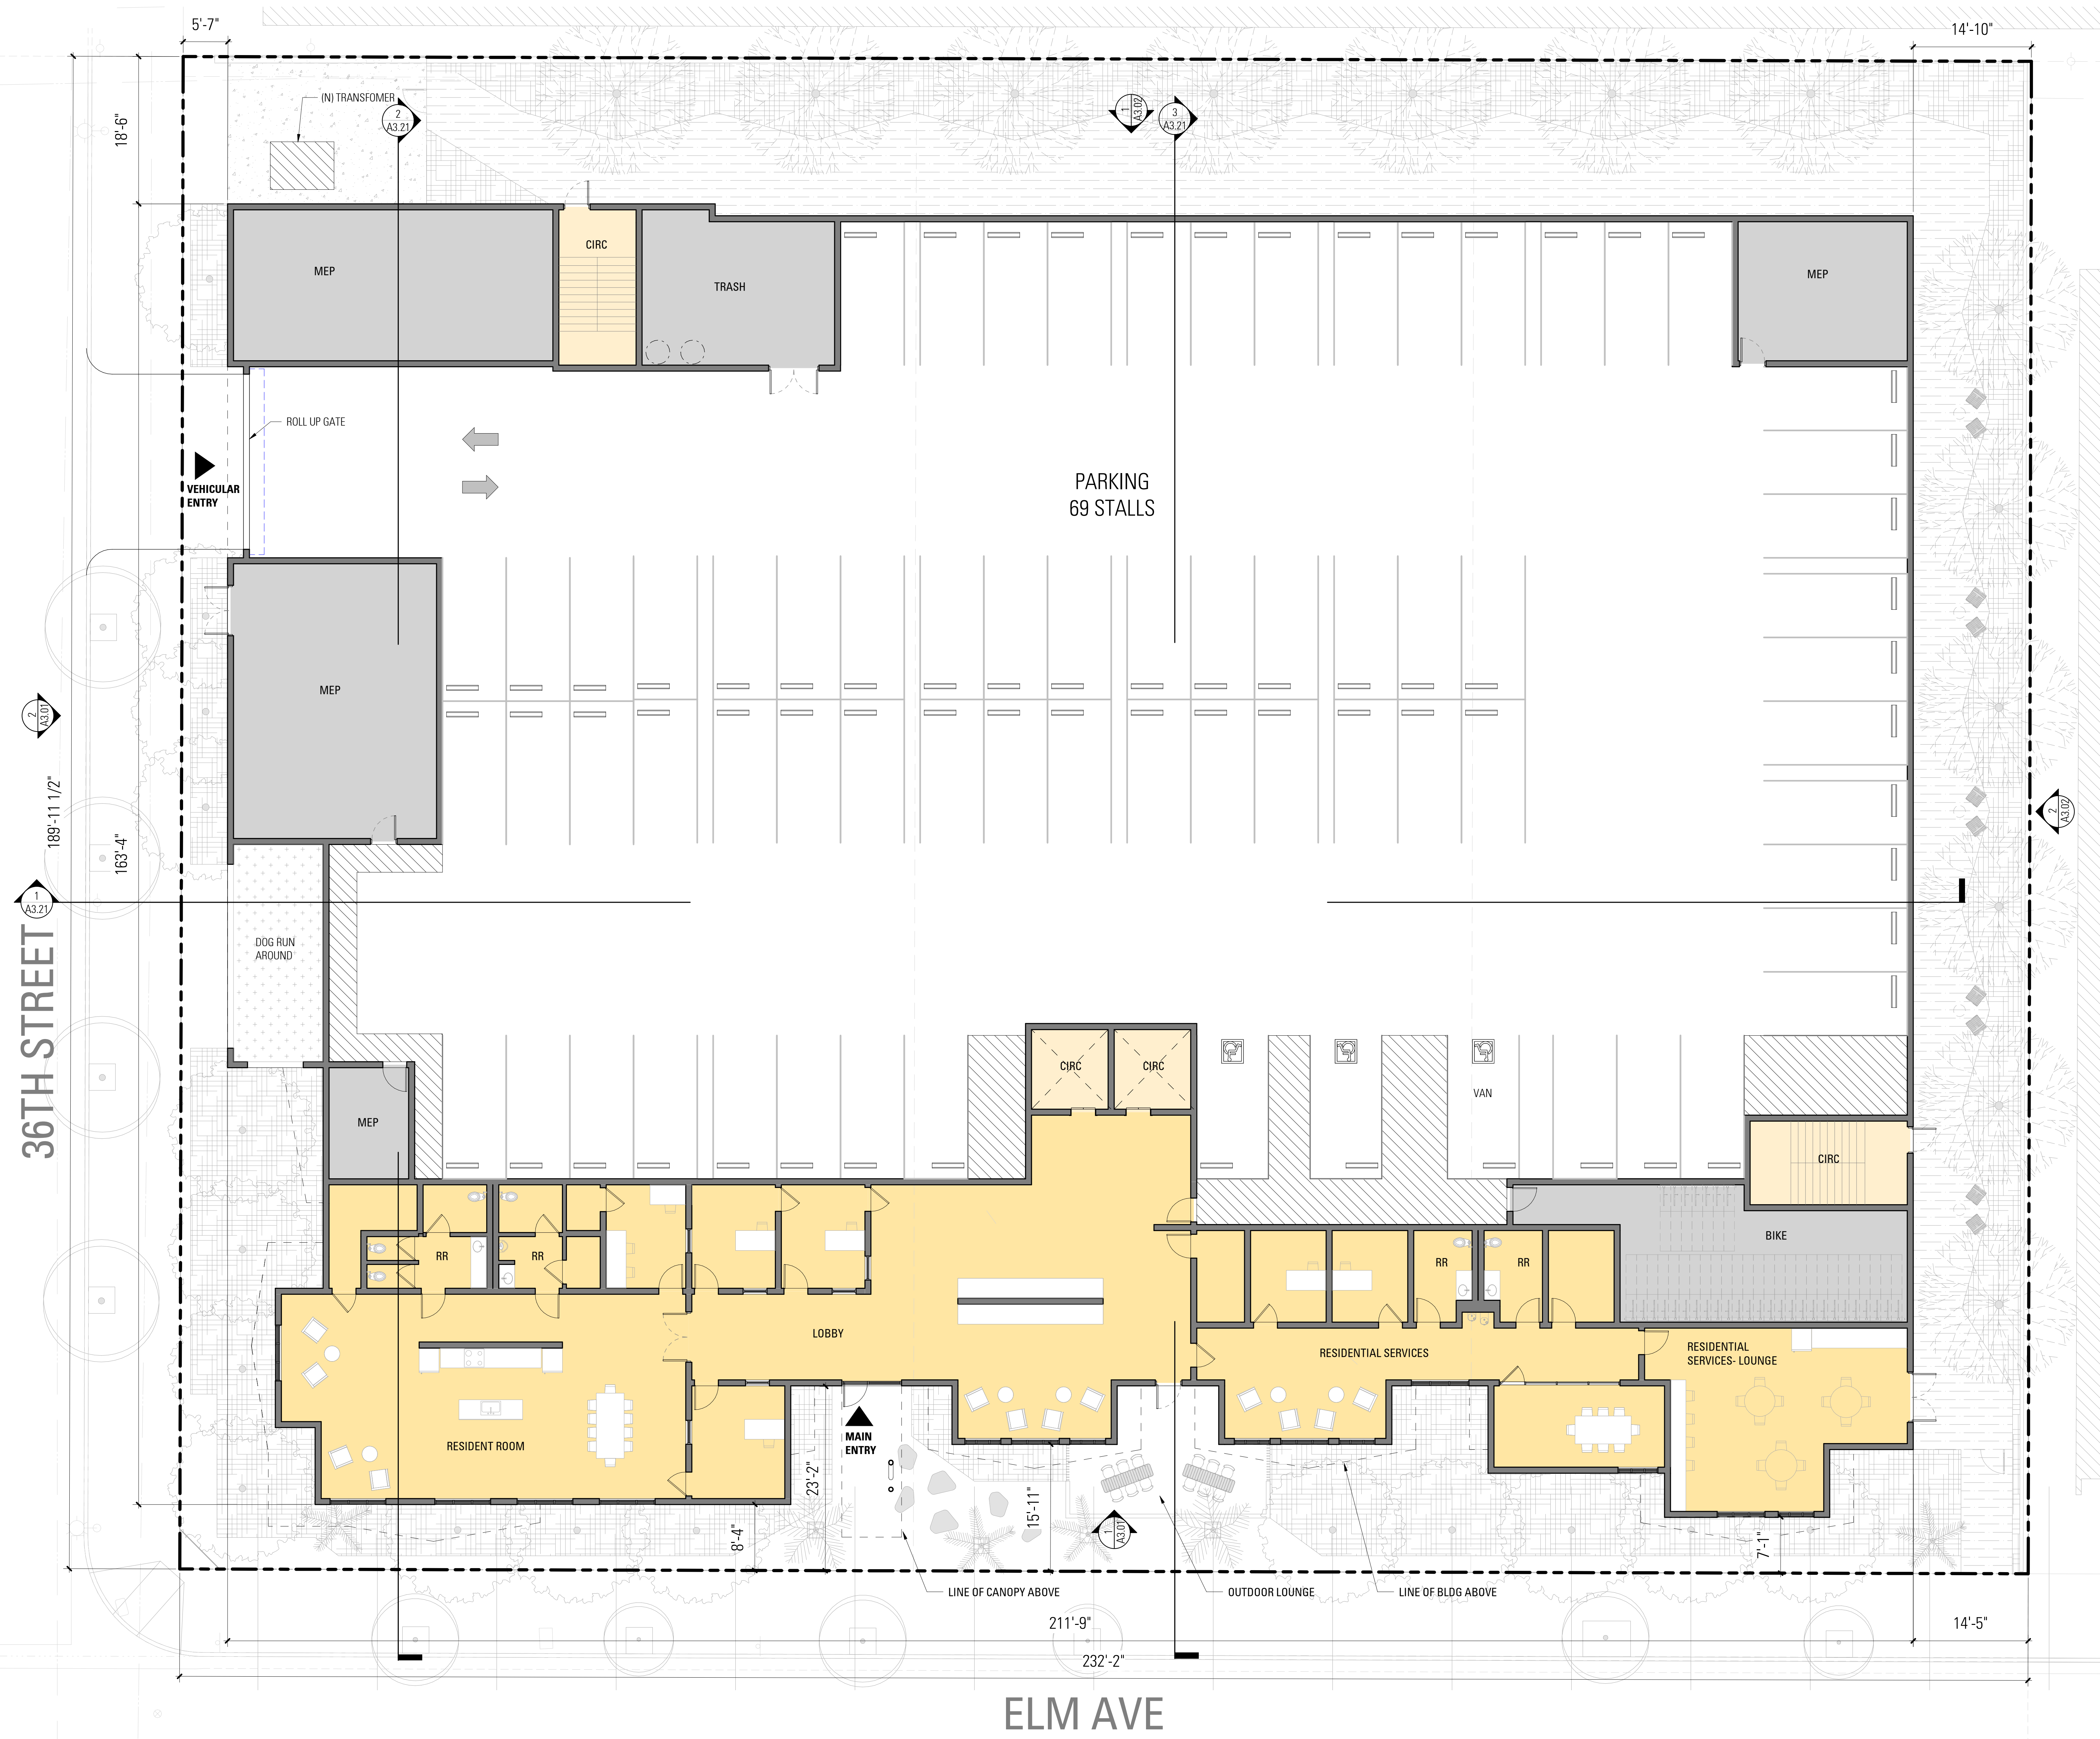 5'-7"
14'-10"
(N) TRANSFOMER
2
A3.21
1
A3.02
3
A3.21
18'-6"
CIRC
MEP
TRASH
MEP
ROLL UP GATE
VEHICULAR
ENTRY
PARKING
69 STALLS
MEP
2
A3.01
2
A3.02
189'-11 1/2"
163'-4"
1
A3.21
DOG RUN
AROUND
36TH STREET
CIRC
CIRC
VAN
MEP
CIRC
RR
RR
RR
RR
BIKE
LOBBY
RESIDENTIAL SERVICES
RESIDENTIAL
SERVICES- LOUNGE
RESIDENT ROOM
MAIN
ENTRY
23'-2"
15'-11"
8'-4"
1
A3.01
7'-1"
LINE OF CANOPY ABOVE
OUTDOOR LOUNGE
LINE OF BLDG ABOVE
211'-9"
14'-5"
232'-2"
ELM AVE